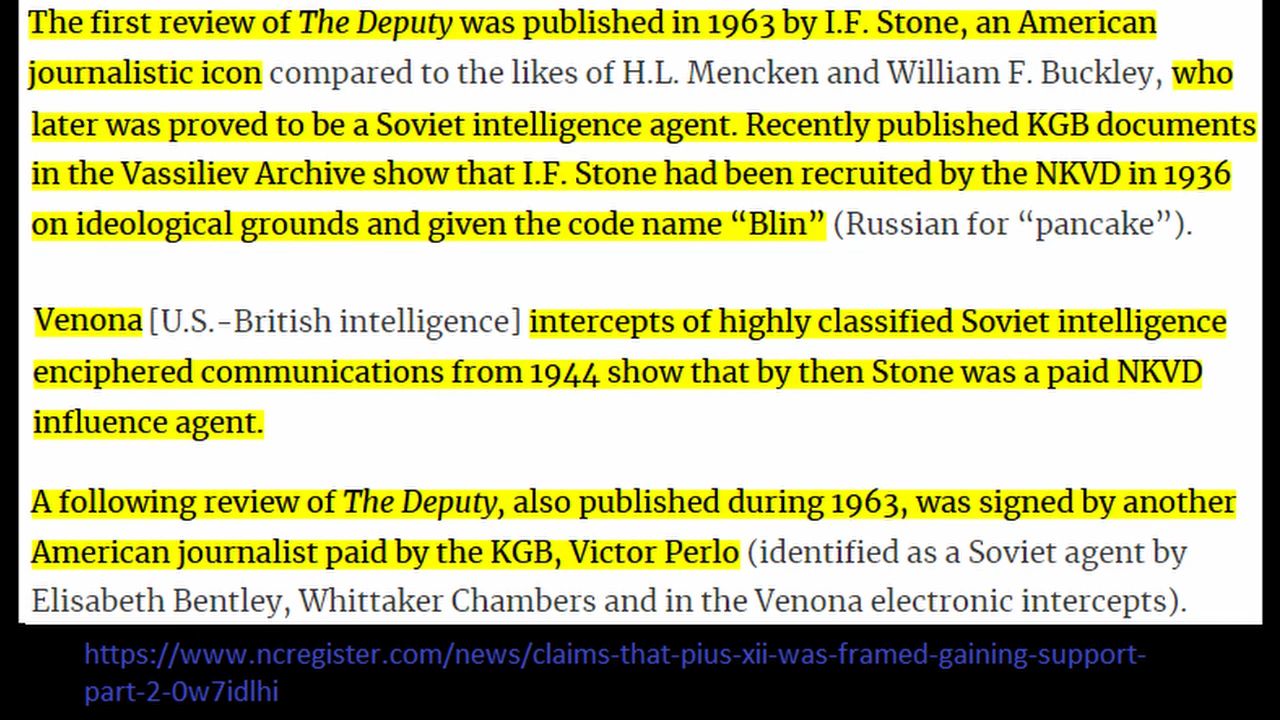 The first review of The Deputy was published in 1963 by I.F. Stone, an American
journalistic icon compared to the likes of H.L. Mencken and William F. Buckley, who
later was proved to be a Soviet intelligence agent. Recently published KGB documents
in the Vassiliev Archive show that I.F. Stone had been recruited by the NKVD in 1936
on ideological grounds and given the code name “Blin” (Russian for “pancake”).
Venona [U.S.-British intelligence] intercepts of highly classified Soviet intelligence
enciphered communications from 1944 show that by then Stone was a paid NKVD
influence agent.
A following review of The Deputy, also published during 1963, was signed by another
American journalist paid by the KGB, Victor Perlo (identified as a Soviet agent by
Elisabeth Bentley, Whittaker Chambers and in the Venona electronic intercepts).
https://www.ncregister.com/news/claims-that-pius-xii-was-framed-gaining-support-
part-2-0w7idlhi